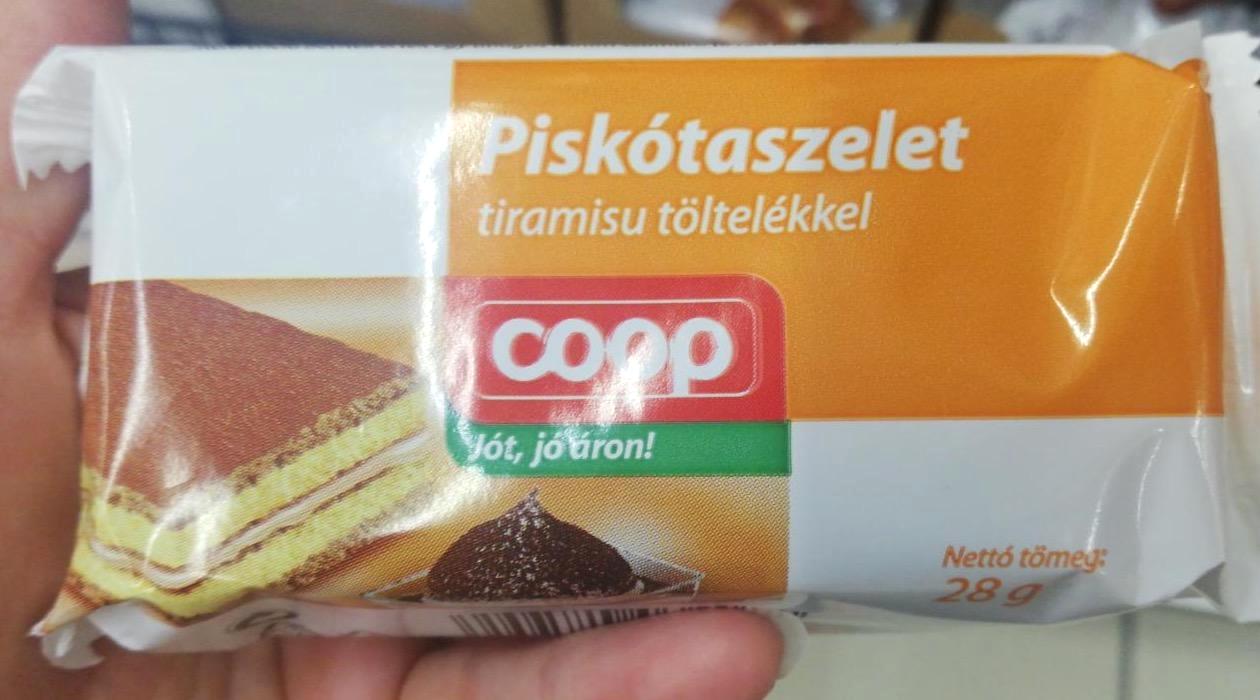 Piskótaszelet
tiramisu töltelékkel
coop
Jót, jó áron!
Nettó tömeg:
28 g